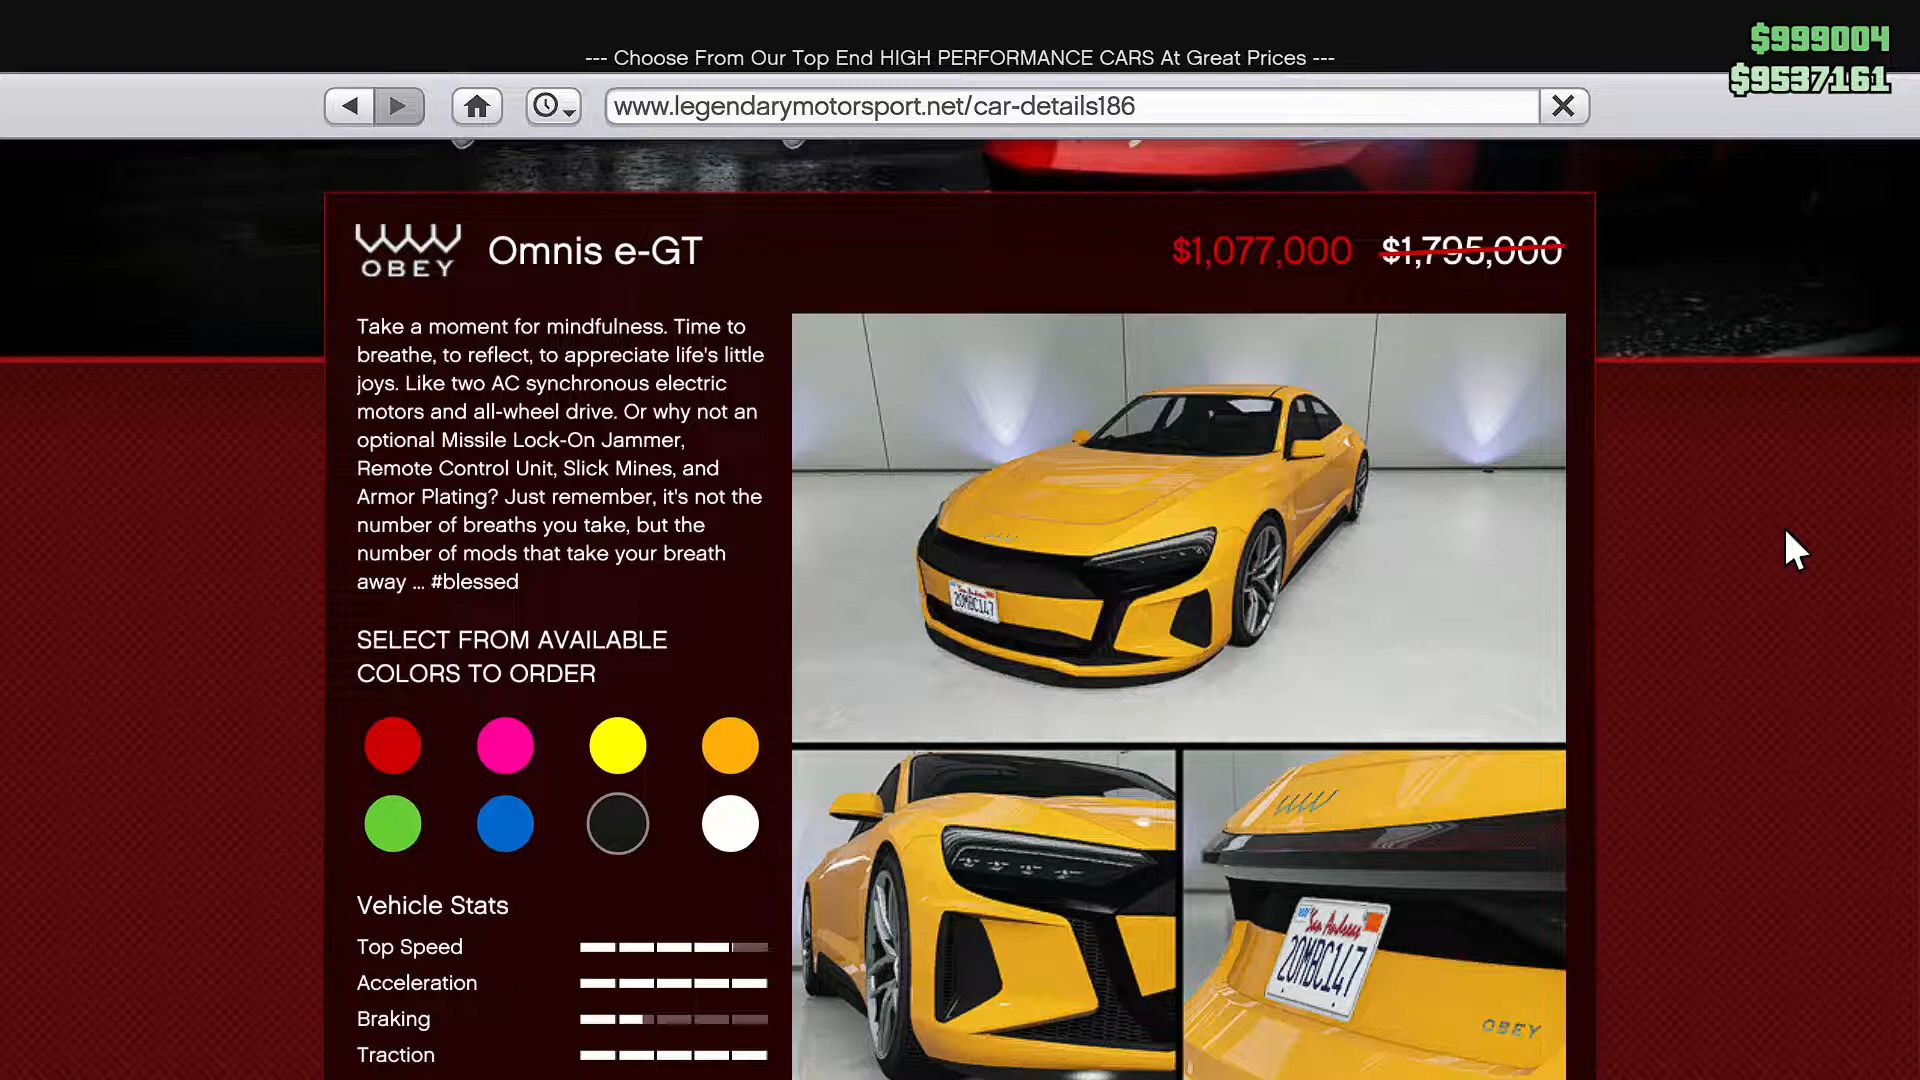 $999004
--- Choose From Our Top End HIGH PERFORMANCE CARS At Great Prices ---
$9537161
www.legendarymotorsport.net/car-details186
OBEY
Omnis e-GT
$1,077,000 $1,795,000
Take a moment for mindfulness. Time to
breathe, to reflect, to appreciate life's little
joys. Like two AC synchronous electric
motors and all-wheel drive. Or why not an
optional Missile Lock-On Jammer,
Remote Control Unit, Slick Mines, and
Armor Plating? Just remember, it's not the
number of breaths you take, but the
number of mods that take your breath
away ... #blessed
SELECT FROM AVAILABLE
COLORS TO ORDER
Vehicle Stats
Top Speed
Acceleration
Braking
Traction
San Andreas
20MBC147
San Andreas
20MBC147
OBEY